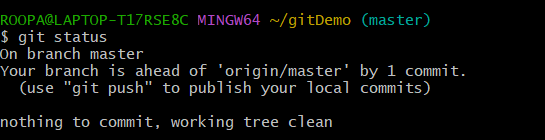 ROOPA@LAPTOP-T17RSE8C MINGW64 ~/gitDemo (master)
$ git status
On branch master
Your branch is ahead of 'origin/master' by 1 commit.
  (use "git push" to publish your local commits)

nothing to commit, working tree clean